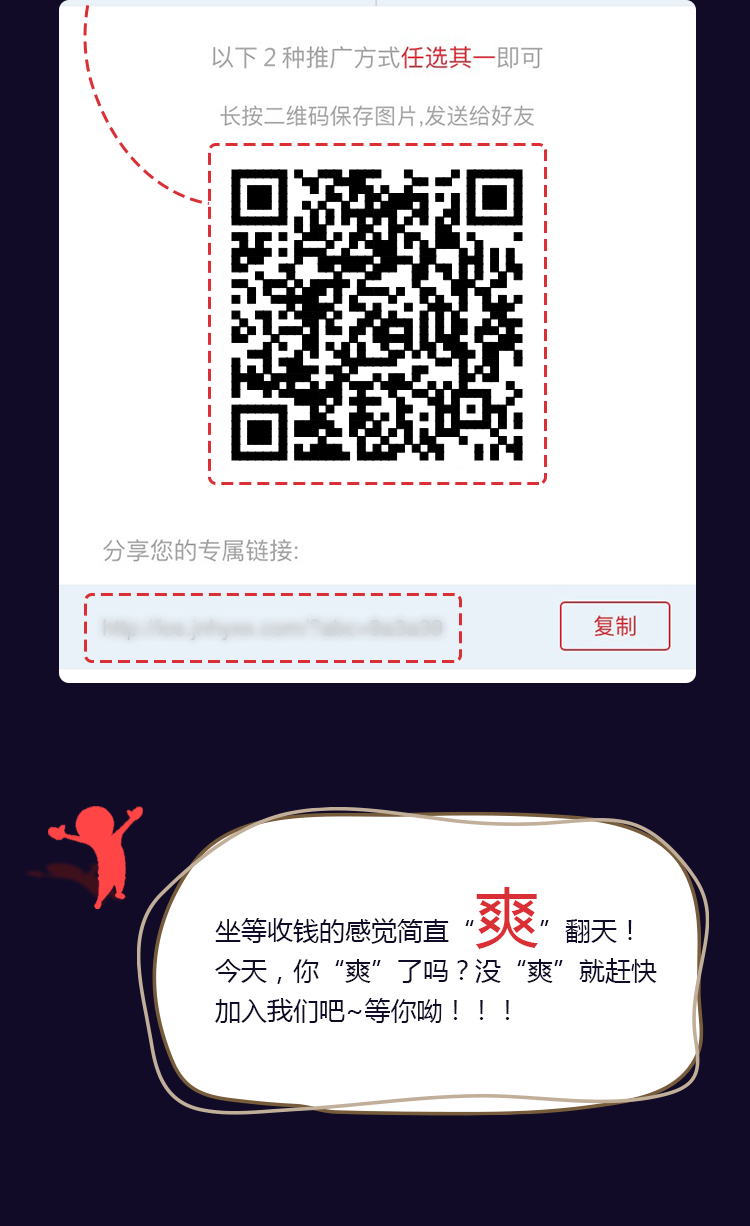 以下2种推广方式任选其一即可
长按二维码保存图片,发送给好友
分享您的专属链接:
复制
坐等收钱的感觉简直“爽”翻天！
今天，你“爽”了吗？没“爽”就赶快
加入我们吧~等你呦！！！